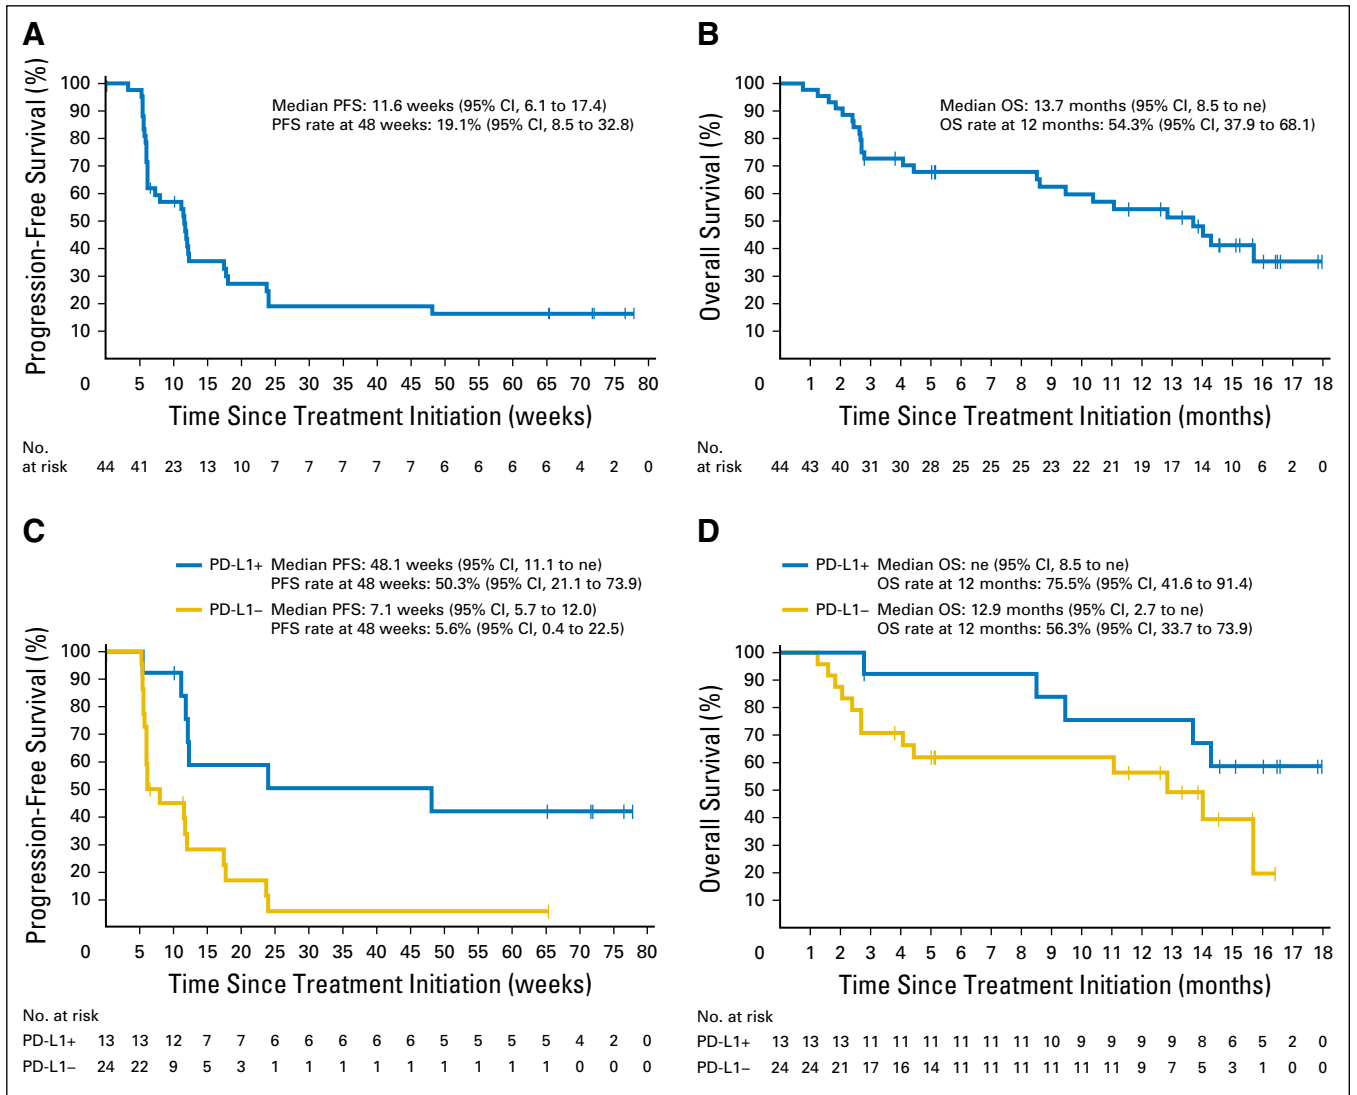 A
Progression-Free Survival (%)
100
90
80
70
60
50
40
30
20
10
Median PFS: 11.6 weeks (95% CI, 6.1 to 17.4)
PFS rate at 48 weeks: 19.1% (95% CI, 8.5 to 32.8)
0 5 10 15 20 25 30 35 40 45 50 55 60 65 70 75 80
Time Since Treatment Initiation (weeks)
No.
at risk 44 41 23 13 10 7 7 7 7 7 6 6 6 6 4 2 0
B
Overall Survival (%)
100
90
80
70
60
50
40
30
20
10
Median OS: 13.7 months (95% CI, 8.5 to ne)
OS rate at 12 months: 54.3% (95% CI, 37.9 to 68.1)
0 1 2 3 4 5 6 7 8 9 10 11 12 13 14 15 16 17 18
Time Since Treatment Initiation (months)
No.
at risk 44 43 40 31 30 28 25 25 25 23 22 21 19 17 14 10 6 2 0
C
PD-L1+ Median PFS: 48.1 weeks (95% CI, 11.1 to ne)
PFS rate at 48 weeks: 50.3% (95% CI, 21.1 to 73.9)
PD-L1− Median PFS: 7.1 weeks (95% CI, 5.7 to 12.0)
PFS rate at 48 weeks: 5.6% (95% CI, 0.4 to 22.5)
Progression-Free Survival (%)
100
90
80
70
60
50
40
30
20
10
0 5 10 15 20 25 30 35 40 45 50 55 60 65 70 75 80
Time Since Treatment Initiation (weeks)
No. at risk
PD-L1+ 13 13 12 7 7 6 6 6 6 6 5 5 5 5 4 2 0
PD-L1− 24 22 9 5 3 1 1 1 1 1 1 1 1 1 0 0 0
D
PD-L1+ Median OS: ne (95% CI, 8.5 to ne)
OS rate at 12 months: 75.5% (95% CI, 41.6 to 91.4)
PD-L1− Median OS: 12.9 months (95% CI, 2.7 to ne)
OS rate at 12 months: 56.3% (95% CI, 33.7 to 73.9)
Overall Survival (%)
100
90
80
70
60
50
40
30
20
10
0 1 2 3 4 5 6 7 8 9 10 11 12 13 14 15 16 17 18
Time Since Treatment Initiation (months)
No. at risk
PD-L1+ 13 13 13 11 11 11 11 11 11 10 9 9 9 9 8 6 5 2 0
PD-L1− 24 24 21 17 16 14 11 11 11 11 11 11 9 7 5 3 1 0 0